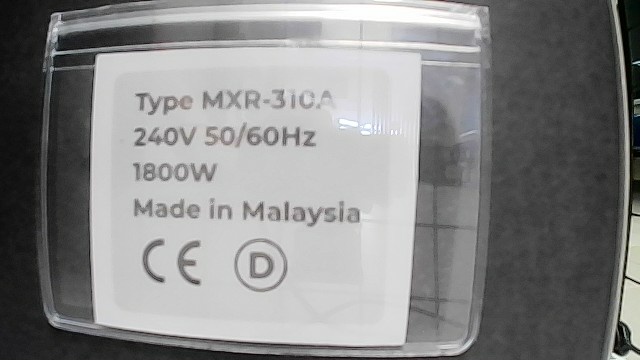 Type MXR-310A
240V 50/60Hz
1800W
Made in Malaysia
CE D